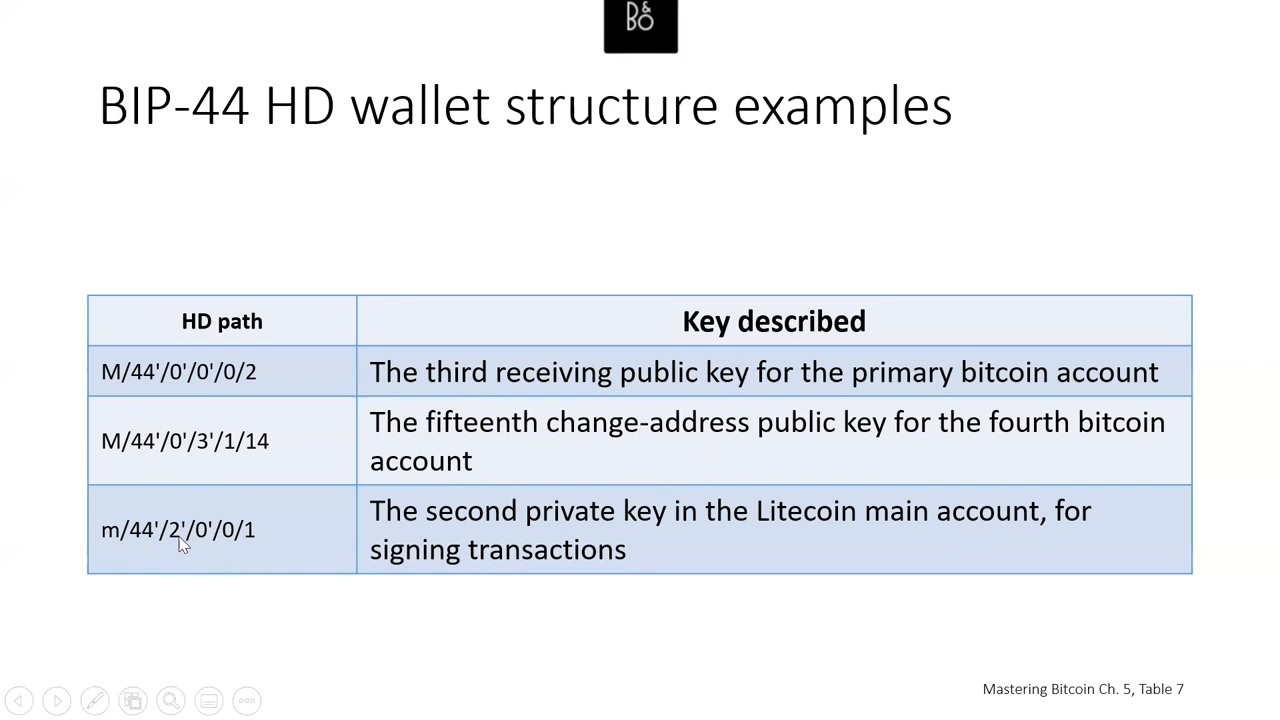 B&O
BIP-44 HD wallet structure examples
HD path
Key described
M/44'/0'/0'/0/2
The third receiving public key for the primary bitcoin account
M/44'/0'/3'/1/14
The fifteenth change-address public key for the fourth bitcoin
account
m/44'/2'/0'/0/1
The second private key in the Litecoin main account, for
signing transactions
Mastering Bitcoin Ch. 5, Table 7